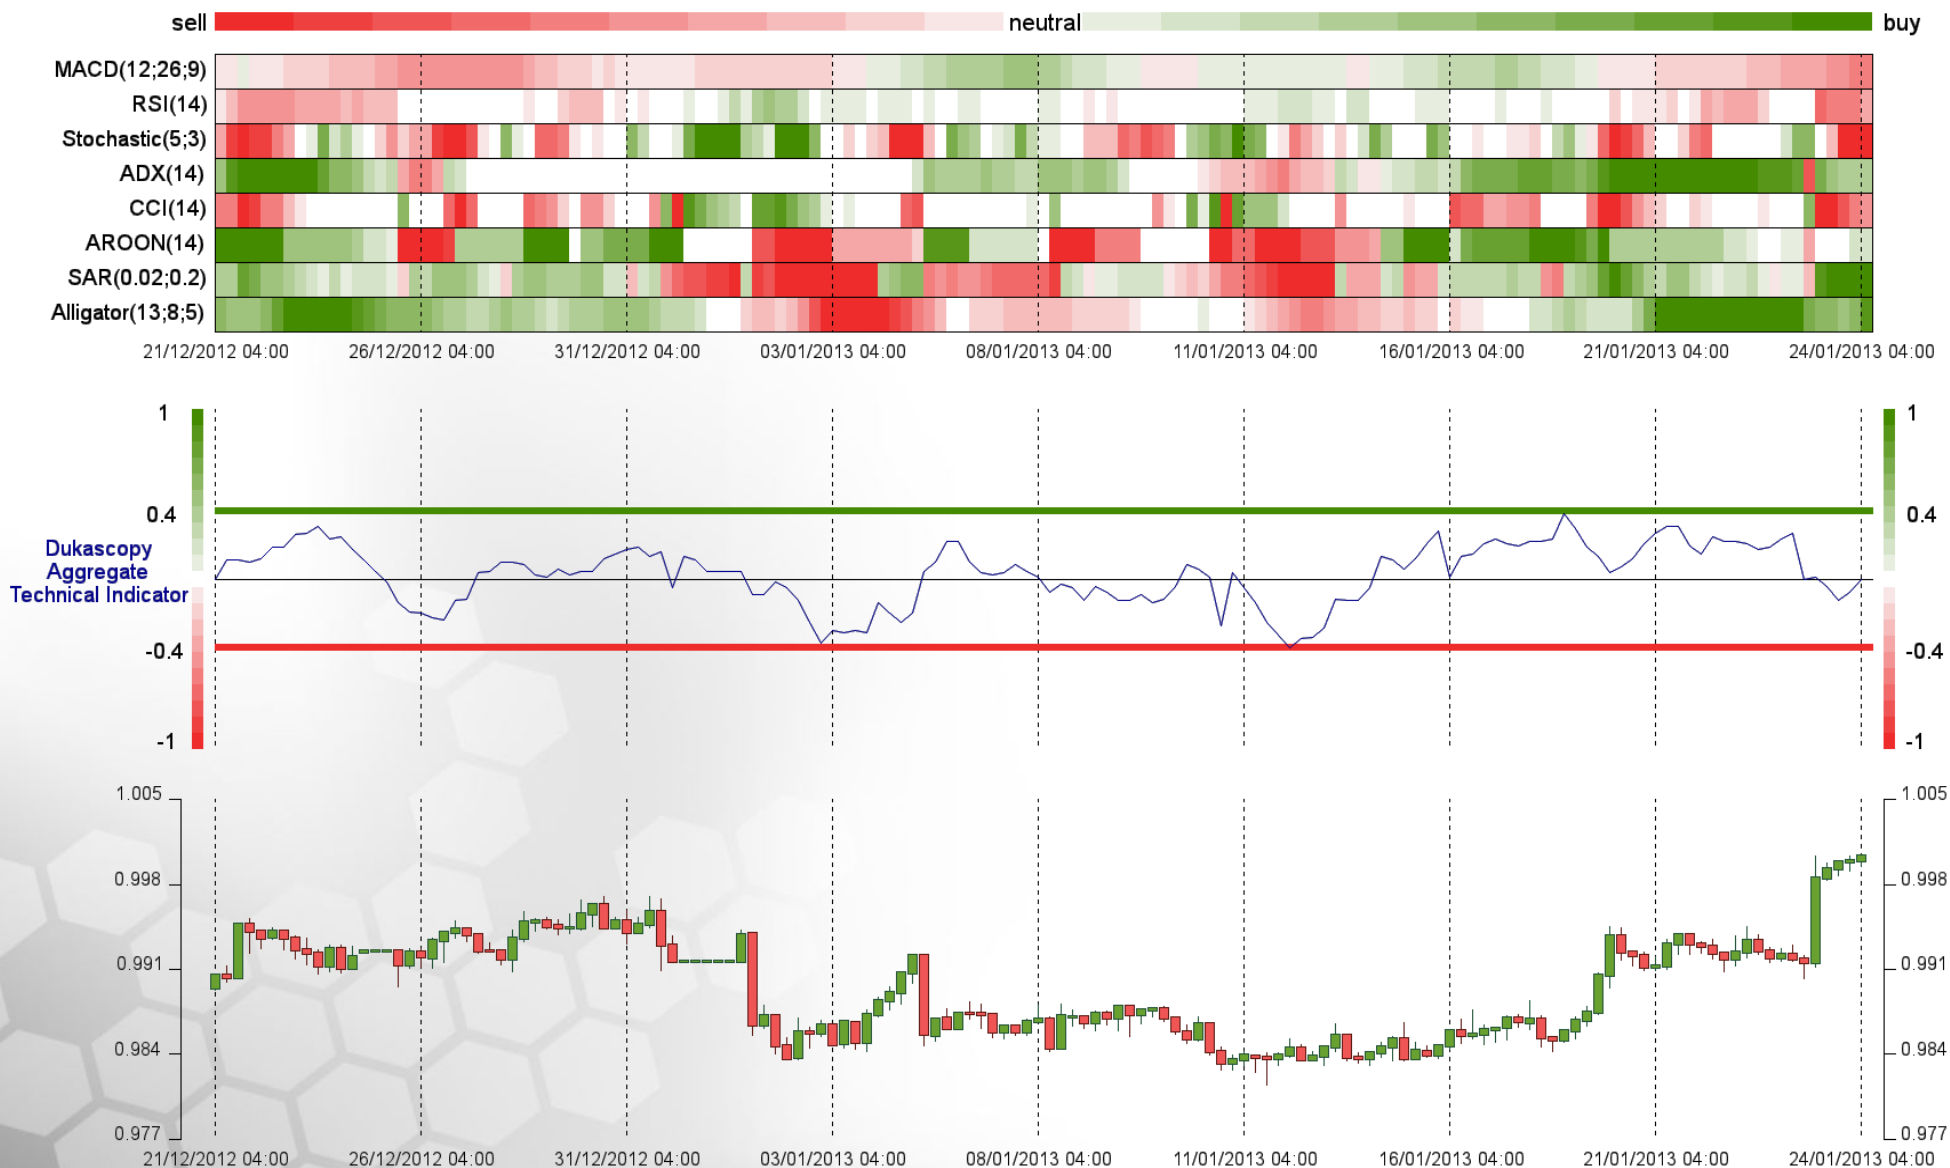 sell neutral buy
MACD(12;26;9)
RSI(14)
Stochastic(5;3)
ADX(14)
CCI(14)
AROON(14)
SAR(0.02;0.2)
Alligator(13;8;5)
21/12/2012 04:00 26/12/2012 04:00 31/12/2012 04:00 03/01/2013 04:00 08/01/2013 04:00 11/01/2013 04:00 16/01/2013 04:00 21/01/2013 04:00 24/01/2013 04:00
1 1
0.4 0.4
Dukascopy
Aggregate
Technical Indicator
-0.4 -0.4
-1 -1
1.005 1.005
0.998 0.998
0.991 0.991
0.984 0.984
0.977 0.977
21/12/2012 04:00 26/12/2012 04:00 31/12/2012 04:00 03/01/2013 04:00 08/01/2013 04:00 11/01/2013 04:00 16/01/2013 04:00 21/01/2013 04:00 24/01/2013 04:00